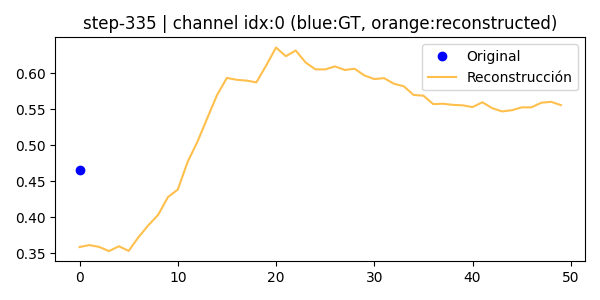 step-335 | channel idx:0 (blue:GT, orange:reconstructed)
Original
Reconstrucción
0.60
0.55
0.50
0.45
0.40
0.35
0 10 20 30 40 50